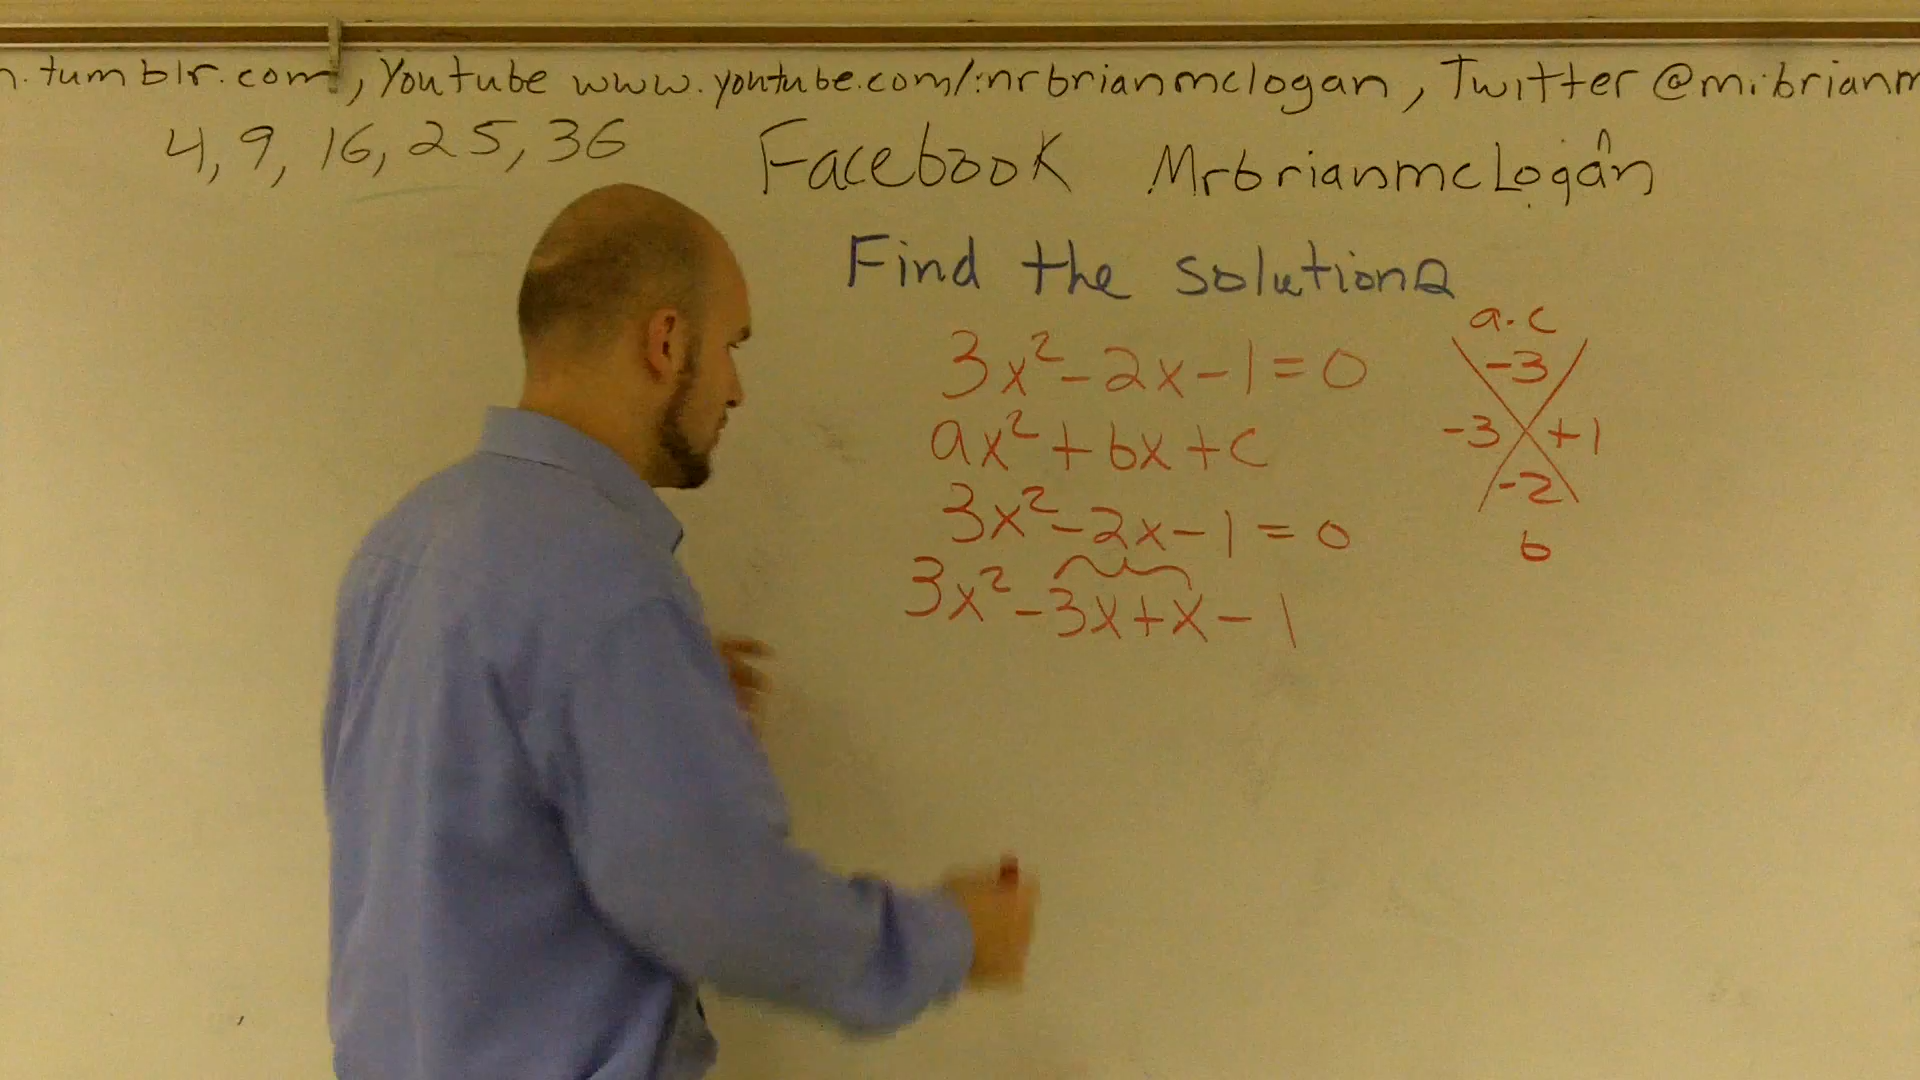 n.tumblr.com, Youtube www.youtube.com/mrbrianmclogan, Twitter @mrbrianm
4, 9, 16, 25, 36
Facebook MrbrianmcLogan
Find the solutions
3x² - 2x - 1 = 0
ax² + bx + c
3x² - 2x - 1 = 0
3x² - 3x + x - 1
a·c
-3
-3 +1
-2
b